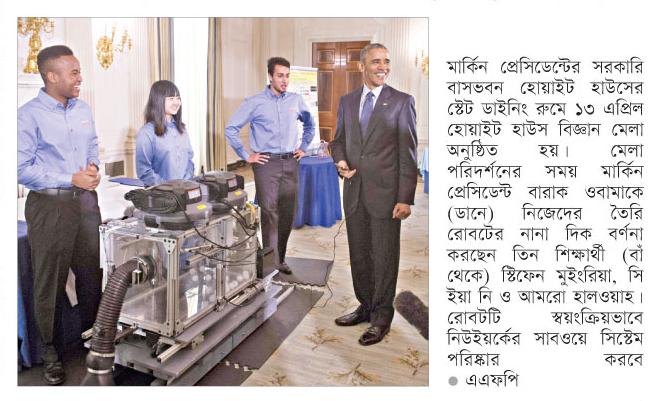 মার্কিন প্রেসিডেন্টের সরকারি
বাসভবন হোয়াইট হাউসের
স্টেট ডাইনিং রুমে ১৩ এপ্রিল
হোয়াইট হাউস বিজ্ঞান মেলা
অনুষ্ঠিত হয়। মেলা
পরিদর্শনের সময় মার্কিন
প্রেসিডেন্ট বারাক ওবামাকে
(ডানে) নিজেদের তৈরি
রোবটের নানা দিক বর্ণনা
করছেন তিন শিক্ষার্থী (বাঁ
থেকে) স্টিফেন মুইংরিয়া, সি
ইয়া নি ও আমরো হালওয়াহ।
রোবটটি স্বয়ংক্রিয়ভাবে
নিউইয়র্কের সাবওয়ে সিস্টেম
পরিষ্কার করবে
● এএফপি